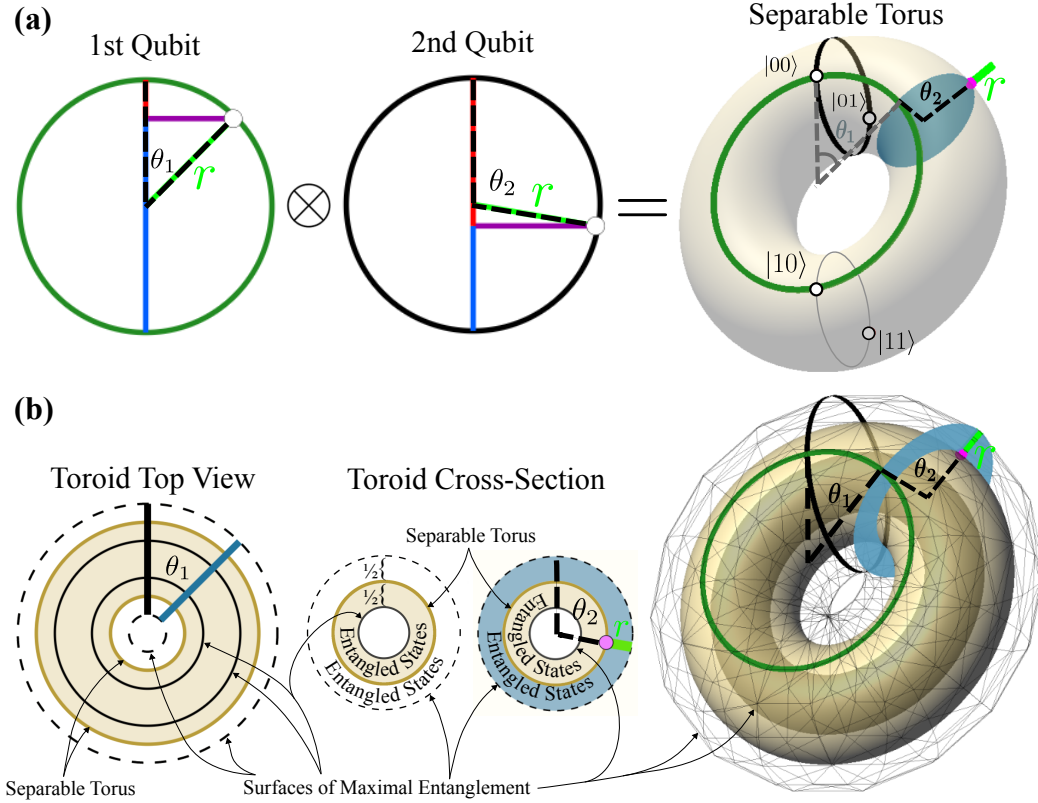 (a)
1st Qubit
2nd Qubit
Separable Torus
θ₁
r
⊗
θ₂
r
=
|00⟩
|01⟩
θ₁
θ₂
r
|10⟩
|11⟩
(b)
Toroid Top View
Toroid Cross-Section
θ₁
Separable Torus
½{
½{
Entangled States
Entangled States
θ₂
r
Entangled
Entangled States
States
θ₁
θ₂
r
Separable Torus
Surfaces of Maximal Entanglement